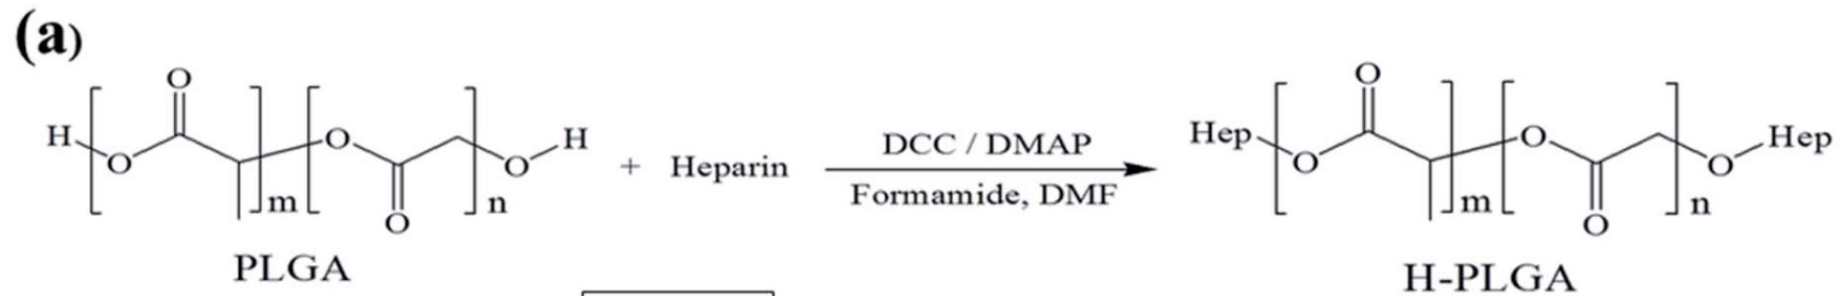 (a)
O
H
O
m
O
O
n
O
H
+ Heparin
DCC / DMAP
Formamide, DMF
O
Hep
O
m
O
O
n
O
Hep
PLGA
H-PLGA